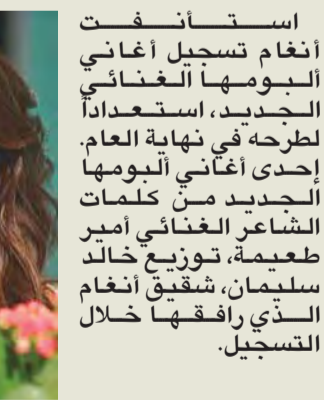 استأنفت
أنغام تسجيل أغاني
ألبومها الغنائي
الجديد، استعداداً
لطرحه في نهاية العام.
إحدى أغاني ألبومها
الجديد من كلمات
الشاعر الغنائي أمير
طعيمة، توزيع خالد
سليمان، شقيق أنغام
الذي رافقها خلال
التسجيل.